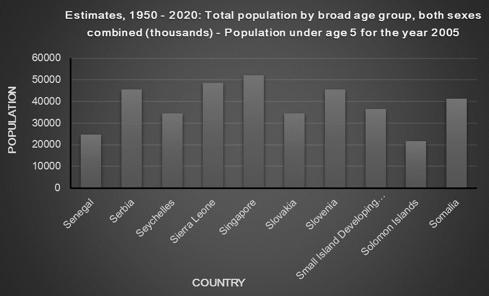 Estimates, 1950 - 2020: Total population by broad age group, both sexes
combined (thousands) - Population under age 5 for the year 2005
POPULATION
60000
50000
40000
30000
20000
10000
0
Senegal
Serbia
Seychelles
Sierra Leone
Singapore
Slovakia
Slovenia
Small Island Developing...
Solomon Islands
Somalia
COUNTRY